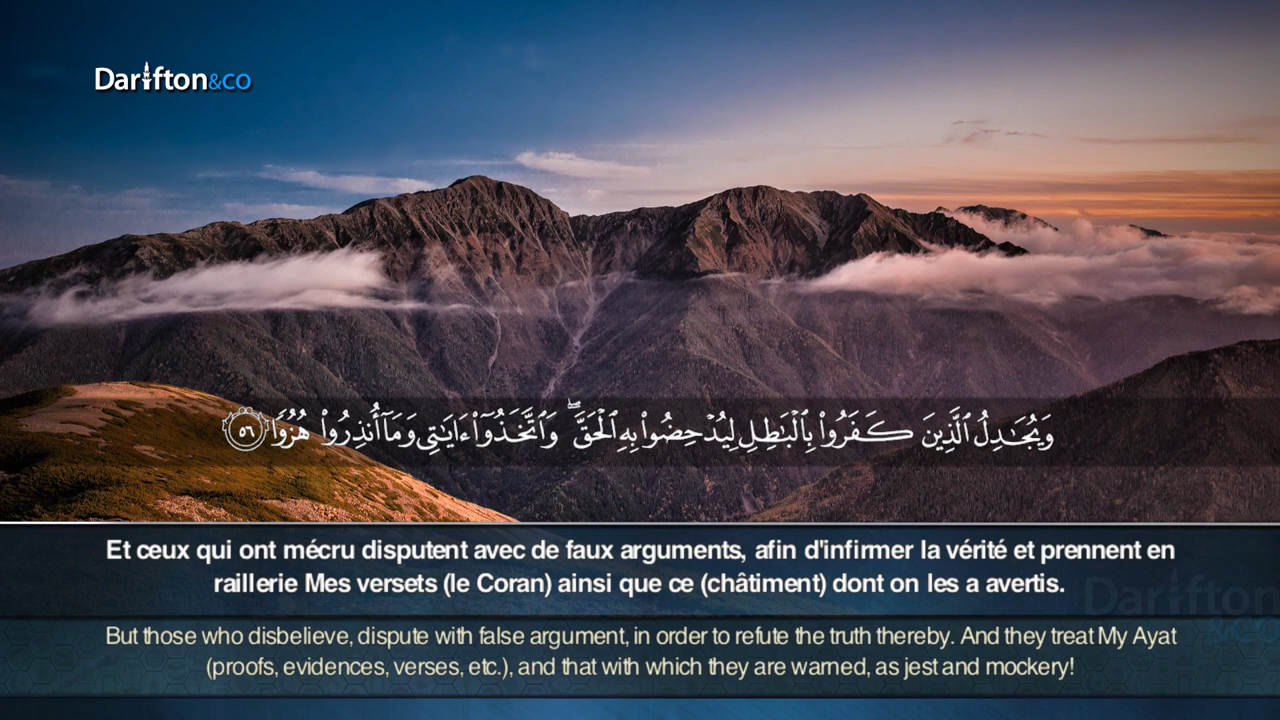 Darifton&co
وَيُجَٰدِلُ ٱلَّذِينَ كَفَرُوا۟ بِٱلْبَٰطِلِ لِيُدْحِضُوا۟ بِهِ ٱلْحَقَّ ۖ وَٱتَّخَذُوٓا۟ ءَايَٰتِى وَمَآ أُنذِرُوا۟ هُزُوًا ٥٦
Et ceux qui ont mécru disputent avec de faux arguments, afin d'infirmer la vérité et prennent en
raillerie Mes versets (le Coran) ainsi que ce (châtiment) dont on les a avertis.
Darifton
But those who disbelieve, dispute with false argument, in order to refute the truth thereby. And they treat My Ayat
(proofs, evidences, verses, etc.), and that with which they are warned, as jest and mockery!